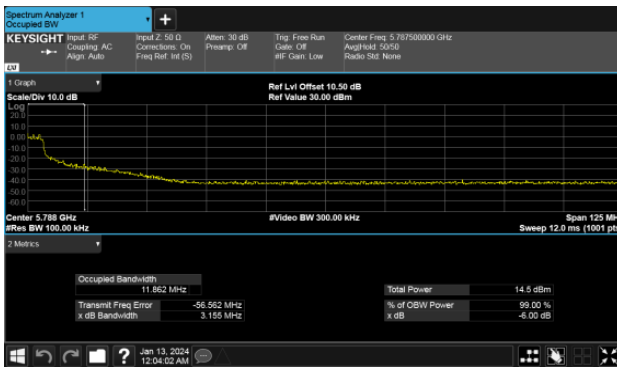 Spectrum Analyzer 1
Occupied BW
KEYSIGHT Input: RF Input Z: 50 Ω Atten: 30 dB Trig: Free Run Center Freq: 5.787500000 GHz
Coupling: AC Corrections: On Preamp: Off Gate: Off Avg|Hold: 50/50
Align: Auto Freq Ref: Int (S) #IF Gain: Low Radio Std: None
LXI
1 Graph
Ref Lvl Offset 10.50 dB
Scale/Div 10.0 dB Ref Value 30.00 dBm
Log
20.0
10.0
0.00
-10.0
-20.0
-30.0
-40.0
-50.0
-60.0
Center 5.788 GHz #Video BW 300.00 kHz Span 125 MH
#Res BW 100.00 kHz Sweep 12.0 ms (1001 pts
2 Metrics
Occupied Bandwidth
11.862 MHz Total Power 14.5 dBm
Transmit Freq Error -56.562 MHz % of OBW Power 99.00 %
x dB Bandwidth 3.155 MHz x dB -6.00 dB
? Jan 13, 2024
12:04:02 AM